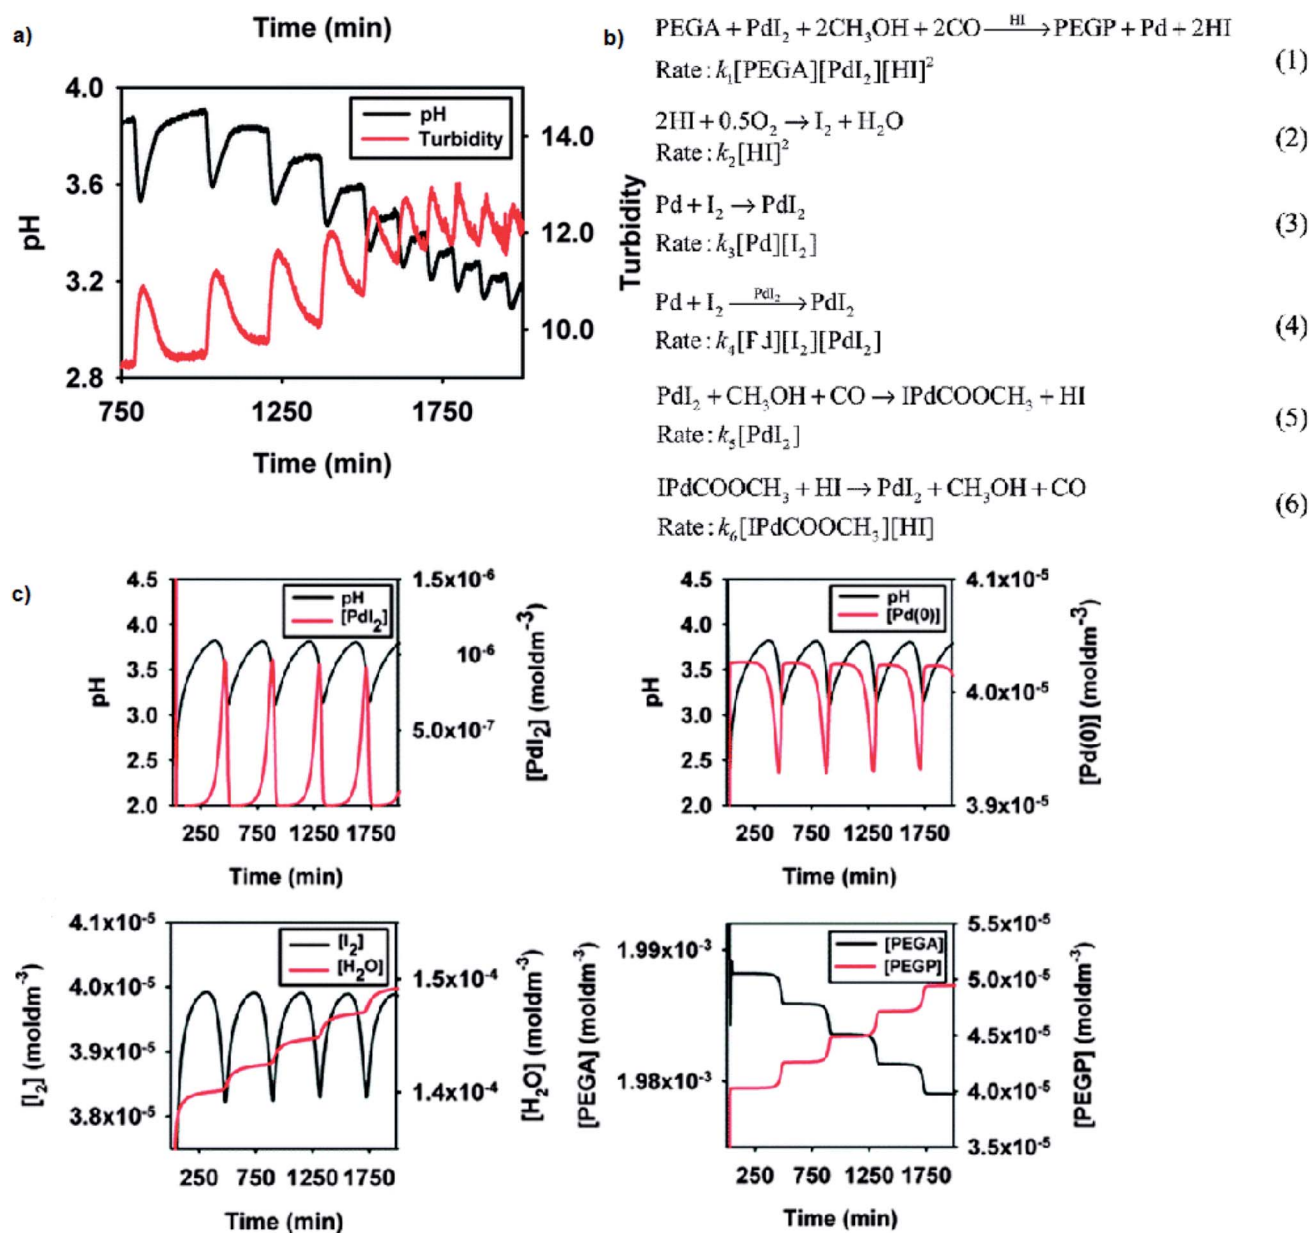 a)
Time (min)
4.0
3.6
3.2
2.8
pH
pH
Turbidity
14.0
12.0
10.0
Turbidity
750 1250 1750
Time (min)
b)
PEGA + PdI₂ + 2CH₃OH + 2CO —HI→ PEGP + Pd + 2HI
(1)
Rate: k₁[PEGA][PdI₂][HI]²
2HI + 0.5O₂ → I₂ + H₂O
(2)
Rate: k₂[HI]²
Pd + I₂ → PdI₂
(3)
Rate: k₃[Pd][I₂]
Pd + I₂ —PdI₂→ PdI₂
(4)
Rate: k₄[Pd][I₂][PdI₂]
PdI₂ + CH₃OH + CO → IPdCOOCH₃ + HI
(5)
Rate: k₅[PdI₂]
IPdCOOCH₃ + HI → PdI₂ + CH₃OH + CO
(6)
Rate: k₆[IPdCOOCH₃][HI]
c)
4.5
4.0
3.5
3.0
2.5
2.0
pH
pH
[PdI₂]
1.5x10⁻⁶
10⁻⁶
5.0x10⁻⁷
[PdI₂] (moldm⁻³)
250 750 1250 1750
Time (min)
4.5
4.0
3.5
3.0
2.5
2.0
pH
pH
[Pd(0)]
4.1x10⁻⁵
4.0x10⁻⁵
3.9x10⁻⁵
[Pd(0)] (moldm⁻³)
250 750 1250 1750
Time (min)
4.1x10⁻⁵
4.0x10⁻⁵
3.9x10⁻⁵
3.8x10⁻⁵
[I₂] (moldm⁻³)
[I₂]
[H₂O]
1.5x10⁻⁴
1.4x10⁻⁴
[H₂O] (moldm⁻³)
250 750 1250 1750
Time (min)
1.99x10⁻³
1.98x10⁻³
[PEGA] (moldm⁻³)
[PEGA]
[PEGP]
5.5x10⁻⁵
5.0x10⁻⁵
4.5x10⁻⁵
4.0x10⁻⁵
3.5x10⁻⁵
[PEGP] (moldm⁻³)
250 750 1250 1750
Time (min)